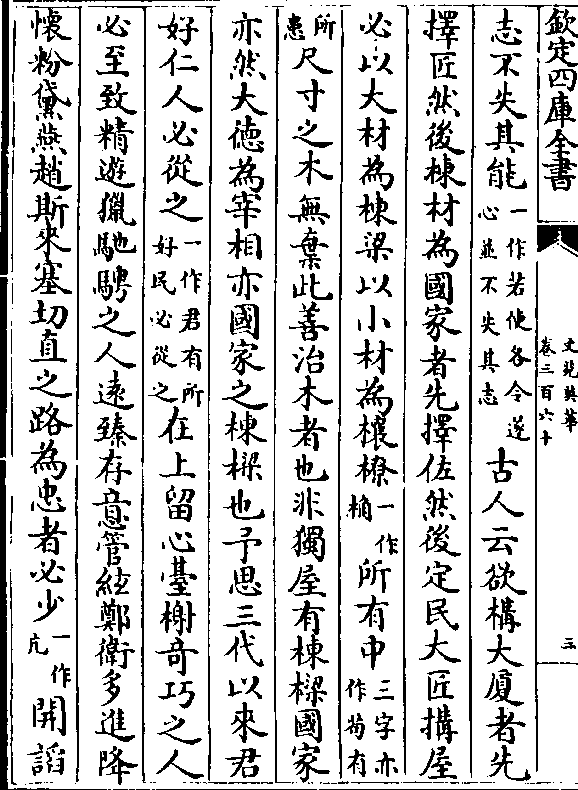 欽定四庫全書
文苑英華
卷三百六十
三
志不失其能一作若使各令遂心並不失其志古人云欲構大厦者先
擇匠然後棟材為國家者先擇佐然後定民大匠構屋
必以大材為棟梁以小材為榱橑一作桷所有中三字亦作苟有
所患尺寸之木無棄此善治木者也非獨屋有棟樑國家
亦然大德為宰相亦國家之棟樑也予思三代以來君
好仁人必從之一作君有所好民必從之在上留心臺榭竒巧之人
必至致精遊獵馳騁之人遠臻存意管絃鄭衛多進降
懷粉黛燕趙斯來塞切直之路為忠者必少一作亢開謟